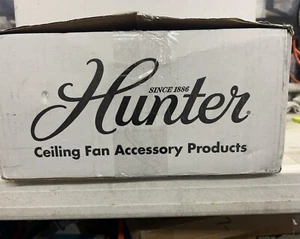 SINCE 1886
Hunter
Ceiling Fan Accessory Products